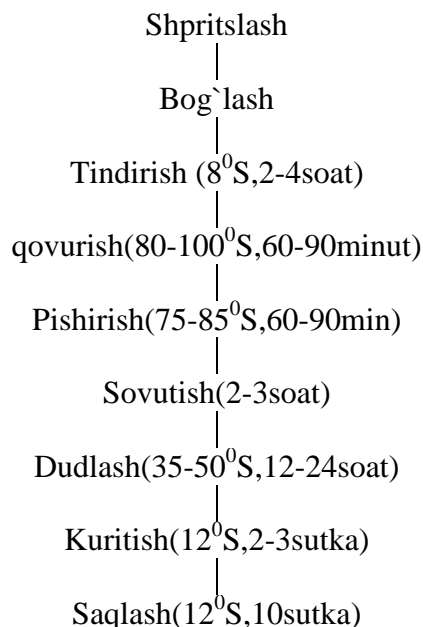 Shpritslash
Bog`lash
Tindirish (8⁰S,2-4soat)
qovurish(80-100⁰S,60-90minut)
Pishirish(75-85⁰S,60-90min)
Sovutish(2-3soat)
Dudlash(35-50⁰S,12-24soat)
Kuritish(12⁰S,2-3sutka)
Saqlash(12⁰S,10sutka)